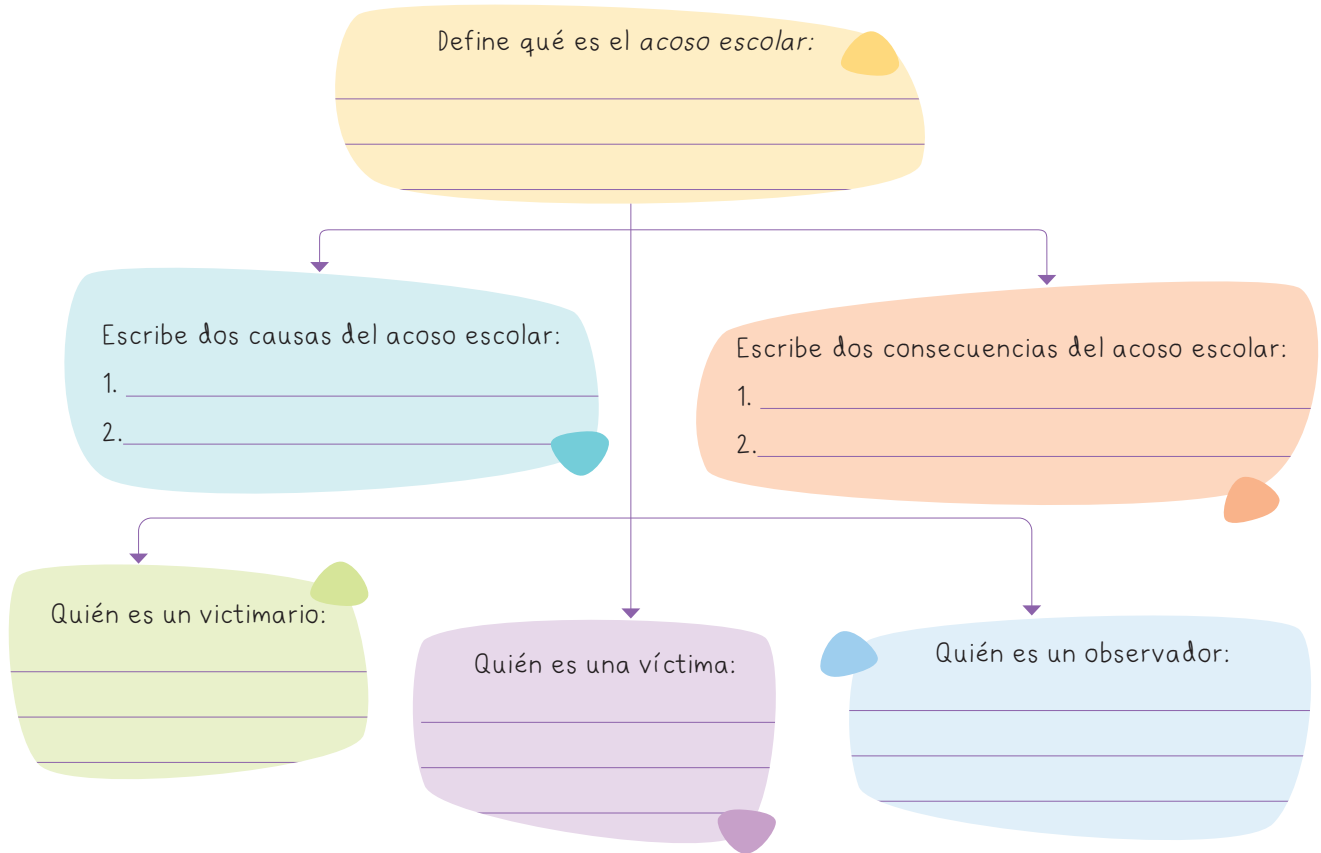 Define qué es el acoso escolar:
Escribe dos causas del acoso escolar:
1.
2.
Escribe dos consecuencias del acoso escolar:
1.
2.
Quién es un victimario:
Quién es una víctima:
Quién es un observador: